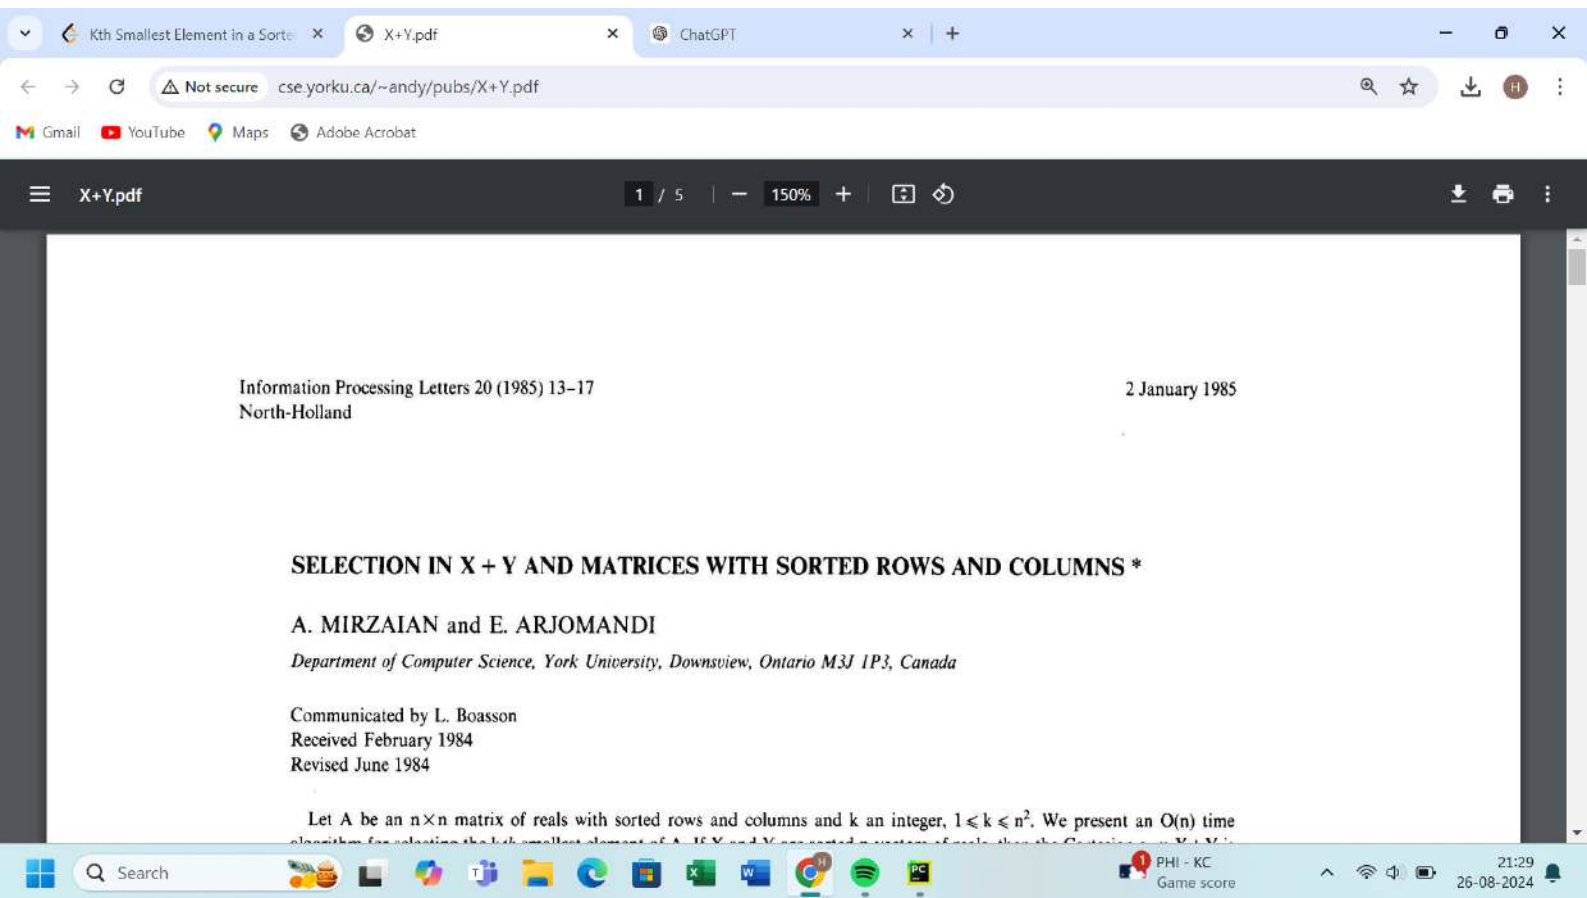 Kth Smallest Element in a Sorte
X+Y.pdf
ChatGPT
Not secure cse.yorku.ca/~andy/pubs/X+Y.pdf
H
Gmail YouTube Maps Adobe Acrobat
X+Y.pdf
1 / 5 150%
Information Processing Letters 20 (1985) 13–17
2 January 1985
North-Holland
SELECTION IN X + Y AND MATRICES WITH SORTED ROWS AND COLUMNS *
A. MIRZAIAN and E. ARJOMANDI
Department of Computer Science, York University, Downsview, Ontario M3J 1P3, Canada
Communicated by L. Boasson
Received February 1984
Revised June 1984
Let A be an n×n matrix of reals with sorted rows and columns and k an integer, 1 ⩽ k ⩽ n². We present an O(n) time
Search
1
PHI - KC
Game score
21:29
26-08-2024